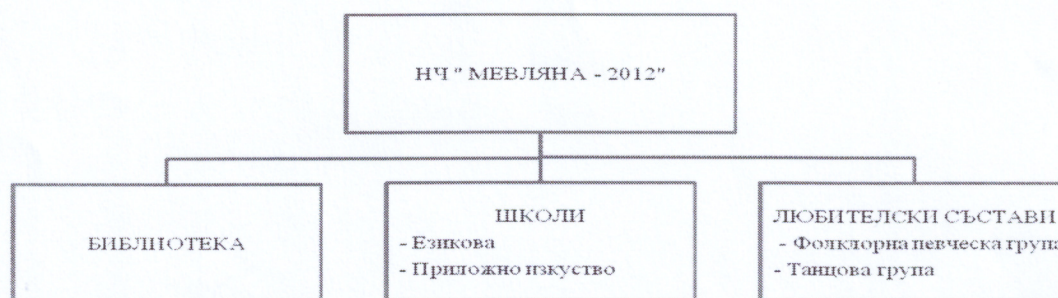 НЧ " МЕВЛЯНА - 2012"
БИБЛИОТЕКА
ШКОЛИ
- Езикова
- Приложно изкуство
ЛЮБИТЕЛСКИ СЪСТАВИ
- Фолклорна певческа група
- Танцова група